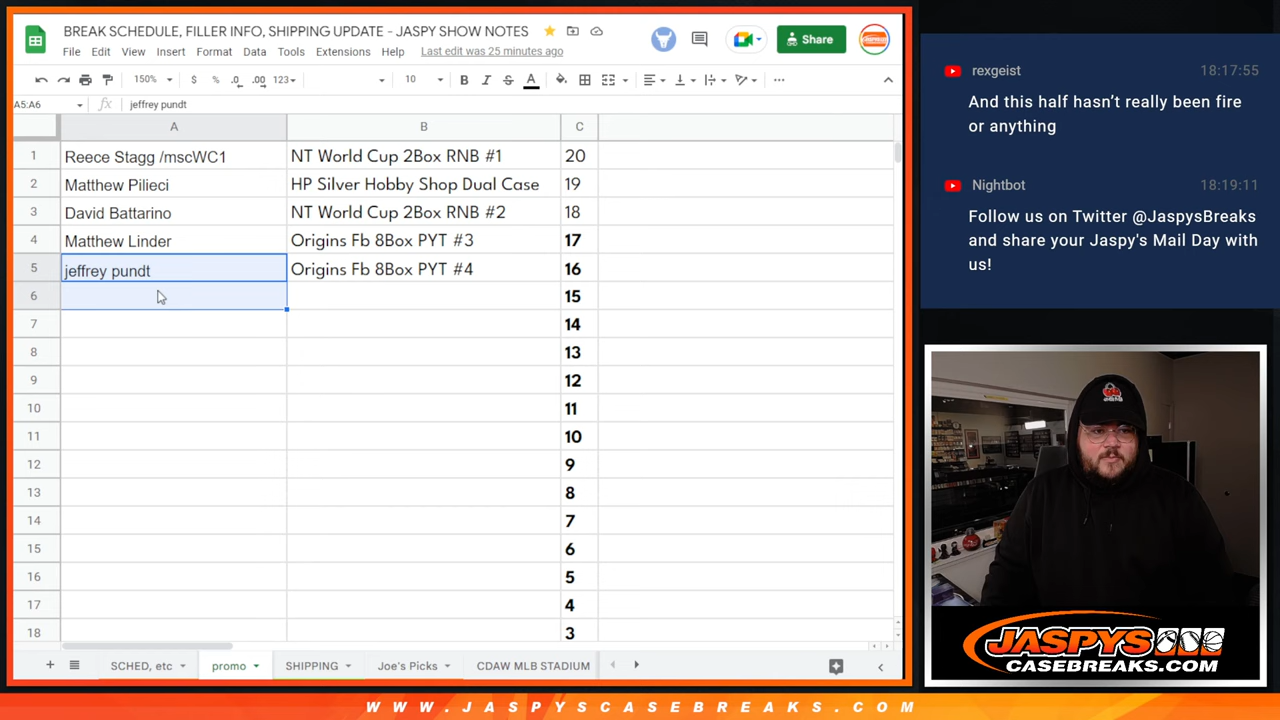 BREAK SCHEDULE, FILLER INFO, SHIPPING UPDATE - JASPY SHOW NOTES
File Edit View Insert Format Data Tools Extensions Help Last edit was 25 minutes ago
Share
150% $ % .0 .00 123 10 B I S A
A5:A6 fx jeffrey pundt
A B C
1 Reece Stagg /mscWC1 NT World Cup 2Box RNB #1 20
2 Matthew Pilieci HP Silver Hobby Shop Dual Case 19
3 David Battarino NT World Cup 2Box RNB #2 18
4 Matthew Linder Origins Fb 8Box PYT #3 17
5 jeffrey pundt Origins Fb 8Box PYT #4 16
6 15
7 14
8 13
9 12
10 11
11 10
12 9
13 8
14 7
15 6
16 5
17 4
18 3
SCHED, etc promo SHIPPING Joe's Picks CDAW MLB STADIUM
rexgeist 18:17:55
And this half hasn't really been fire
or anything
Nightbot 18:19:11
Follow us on Twitter @JaspysBreaks
and share your Jaspy's Mail Day with
us!
JASPYS
CASEBREAKS.COM
WWW.JASPYSCASEBREAKS.COM